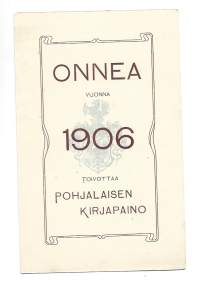 ONNEA
VUONNA
1906
TOIVOTTAA
POHJALAISEN
KIRJAPAINO